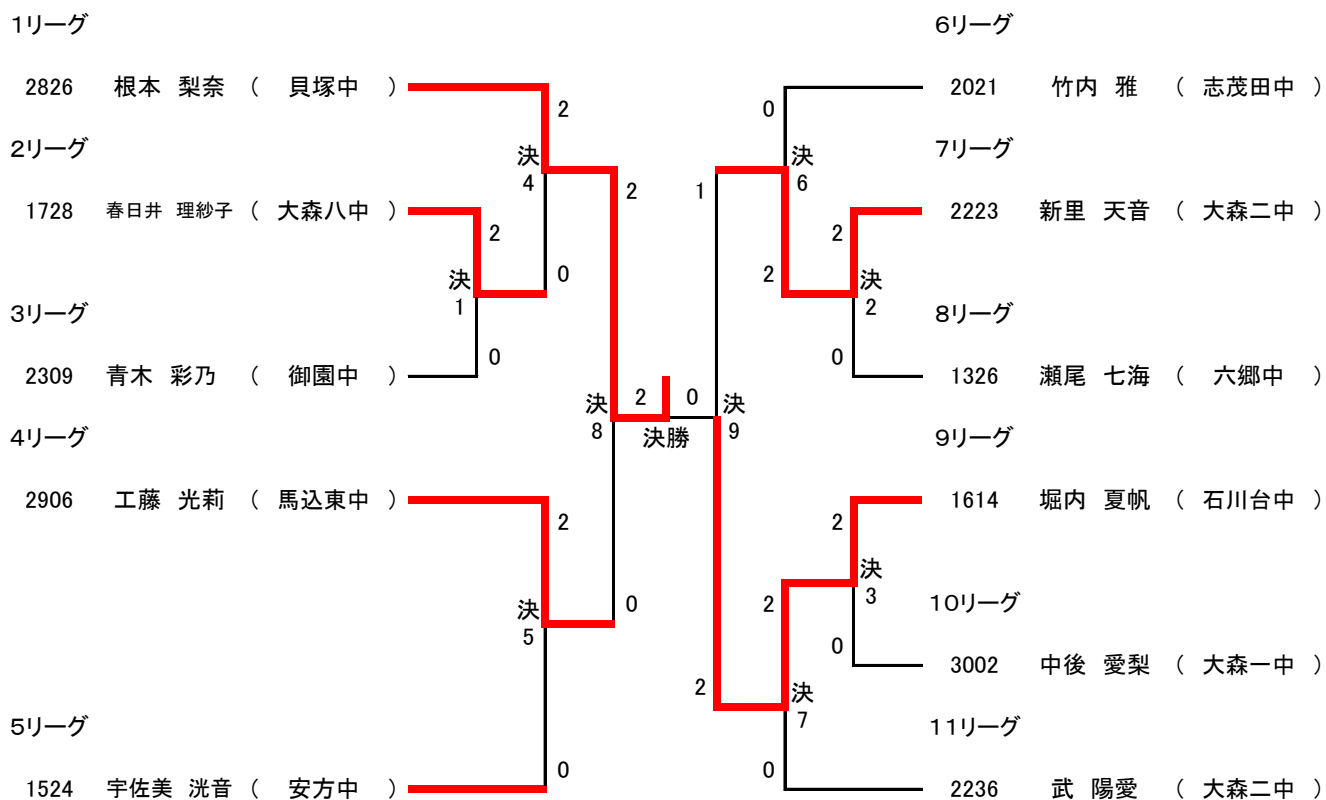 1リーグ
6リーグ
2826 根本 梨奈 ( 貝塚中 )
2
0
2021 竹内 雅 ( 志茂田中 )
2リーグ
決4
2
1
決6
7リーグ
1728 春日井 理紗子 ( 大森八中 )
2
2
2223 新里 天音 ( 大森二中 )
決1
0
2
決2
3リーグ
8リーグ
0
0
2309 青木 彩乃 ( 御園中 )
1326 瀬尾 七海 ( 六郷中 )
決8
2
0
決9
4リーグ
決勝
9リーグ
2906 工藤 光莉 ( 馬込東中 )
2
2
1614 堀内 夏帆 ( 石川台中 )
決5
0
2
決3
10リーグ
0
3002 中後 愛梨 ( 大森一中 )
2
決7
5リーグ
11リーグ
0
0
1524 宇佐美 洸音 ( 安方中 )
2236 武 陽愛 ( 大森二中 )